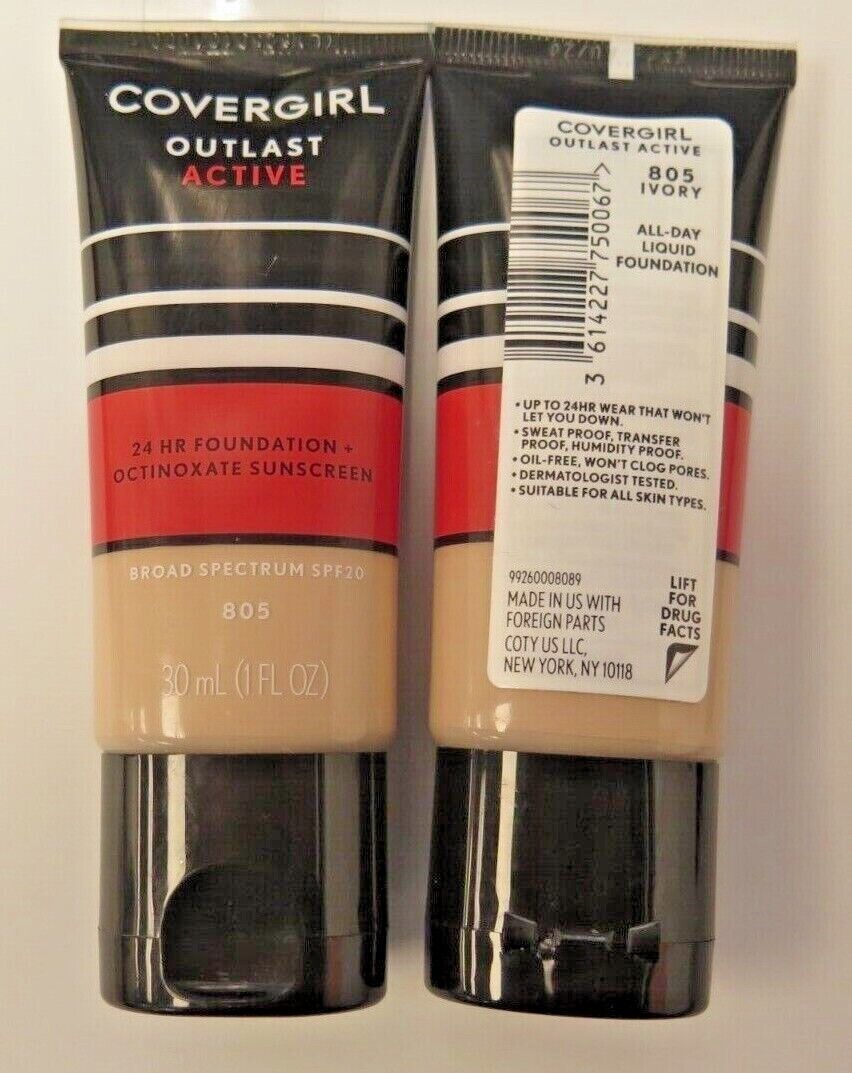 COVERGIRL
OUTLAST
ACTIVE
24 HR FOUNDATION +
OCTINOXATE SUNSCREEN
BROAD SPECTRUM SPF20
805
30 mL (1 FL OZ)
COVERGIRL
OUTLAST ACTIVE
805
IVORY
ALL-DAY
LIQUID
FOUNDATION
3 614227 750067 >
• UP TO 24HR WEAR THAT WON'T
LET YOU DOWN.
• SWEAT PROOF, TRANSFER
PROOF, HUMIDITY PROOF.
• OIL-FREE, WON'T CLOG PORES.
• DERMATOLOGIST TESTED.
• SUITABLE FOR ALL SKIN TYPES.
99260008089
MADE IN US WITH
FOREIGN PARTS
COTY US LLC,
NEW YORK, NY 10118
LIFT
FOR
DRUG
FACTS